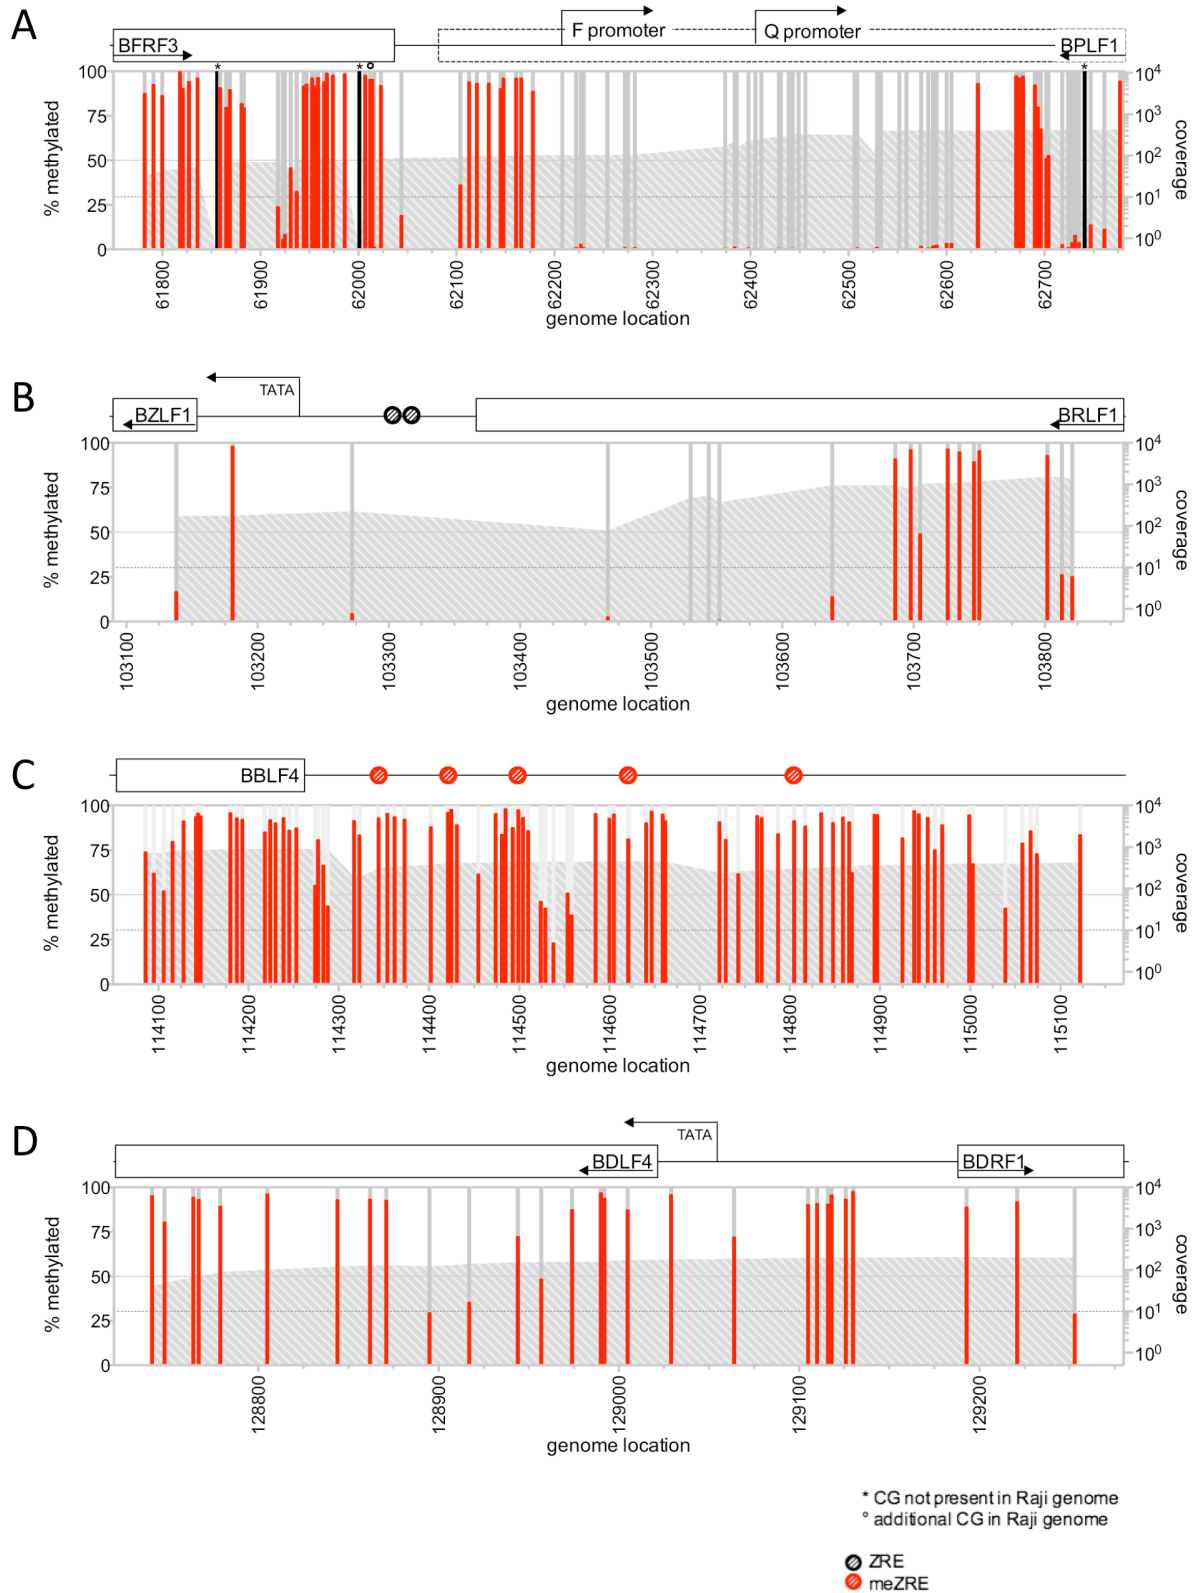 A
F promoter
Q promoter
BFRF3
BPLF1
* * ° *
100
75
50
25
0
% methylated
10⁴
10³
10²
10¹
10⁰
coverage
61800 61900 62000 62100 62200 62300 62400 62500 62600 62700
genome location
B
TATA
BZLF1
BRLF1
100
75
50
25
0
% methylated
10⁴
10³
10²
10¹
10⁰
coverage
103100 103200 103300 103400 103500 103600 103700 103800
genome location
C
BBLF4
100
75
50
25
0
% methylated
10⁴
10³
10²
10¹
10⁰
coverage
114100 114200 114300 114400 114500 114600 114700 114800 114900 115000 115100
genome location
D
TATA
BDLF4
BDRF1
100
75
50
25
0
% methylated
10⁴
10³
10²
10¹
10⁰
coverage
128800 128900 129000 129100 129200
genome location
* CG not present in Raji genome
° additional CG in Raji genome
ZRE
meZRE